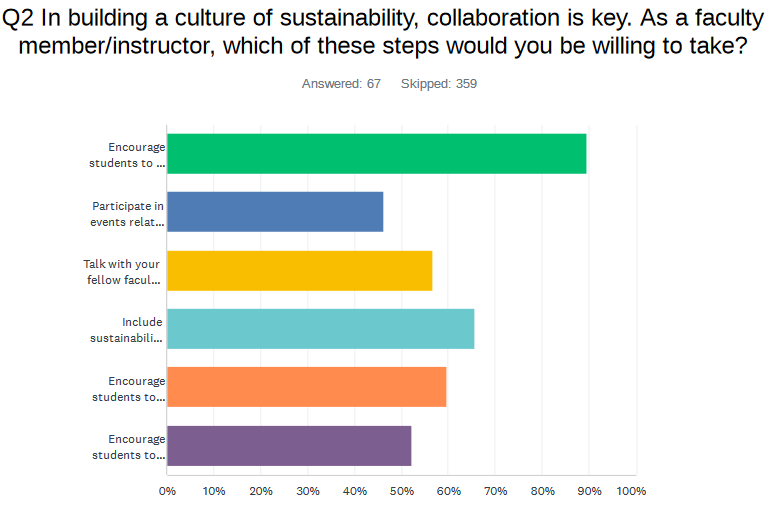 Q2 In building a culture of sustainability, collaboration is key. As a faculty
member/instructor, which of these steps would you be willing to take?
Answered: 67 Skipped: 359
Encourage
students to ...
Participate in
events relat...
Talk with your
fellow facul...
Include
sustainabili...
Encourage
students to...
Encourage
students to...
0% 10% 20% 30% 40% 50% 60% 70% 80% 90% 100%